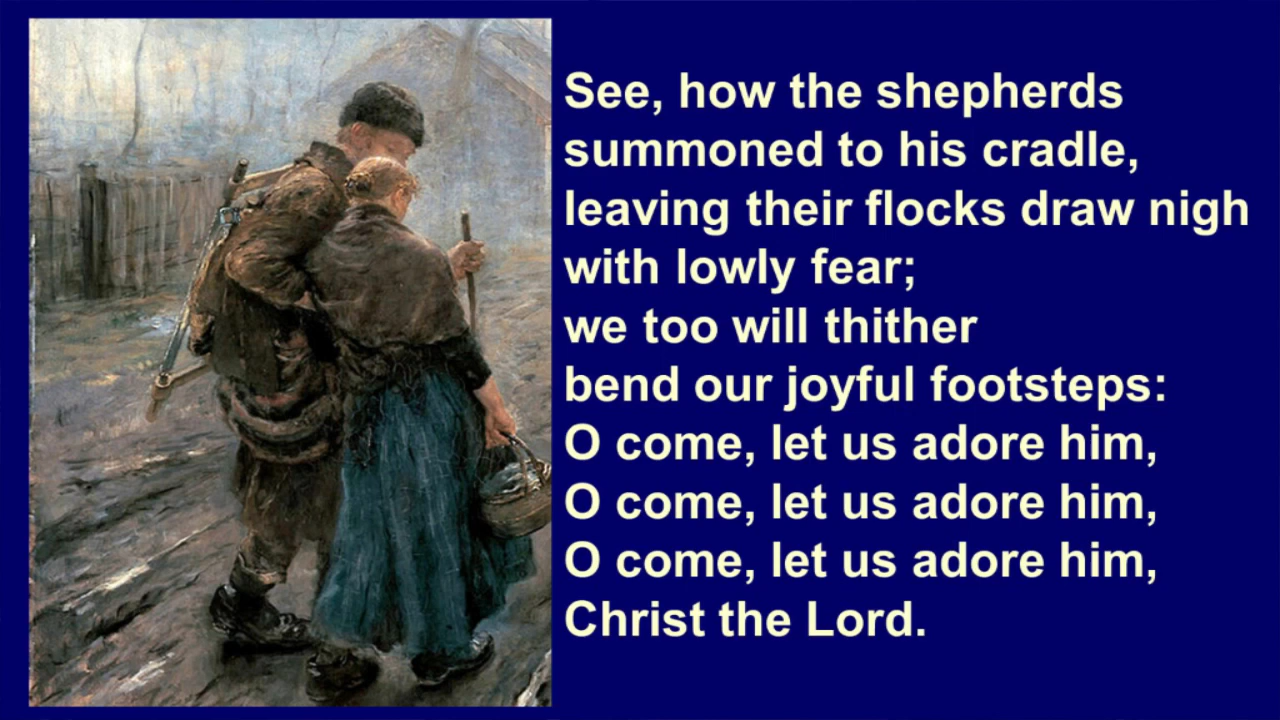 See, how the shepherds
summoned to his cradle,
leaving their flocks draw nigh
with lowly fear;
we too will thither
bend our joyful footsteps:
O come, let us adore him,
O come, let us adore him,
O come, let us adore him,
Christ the Lord.